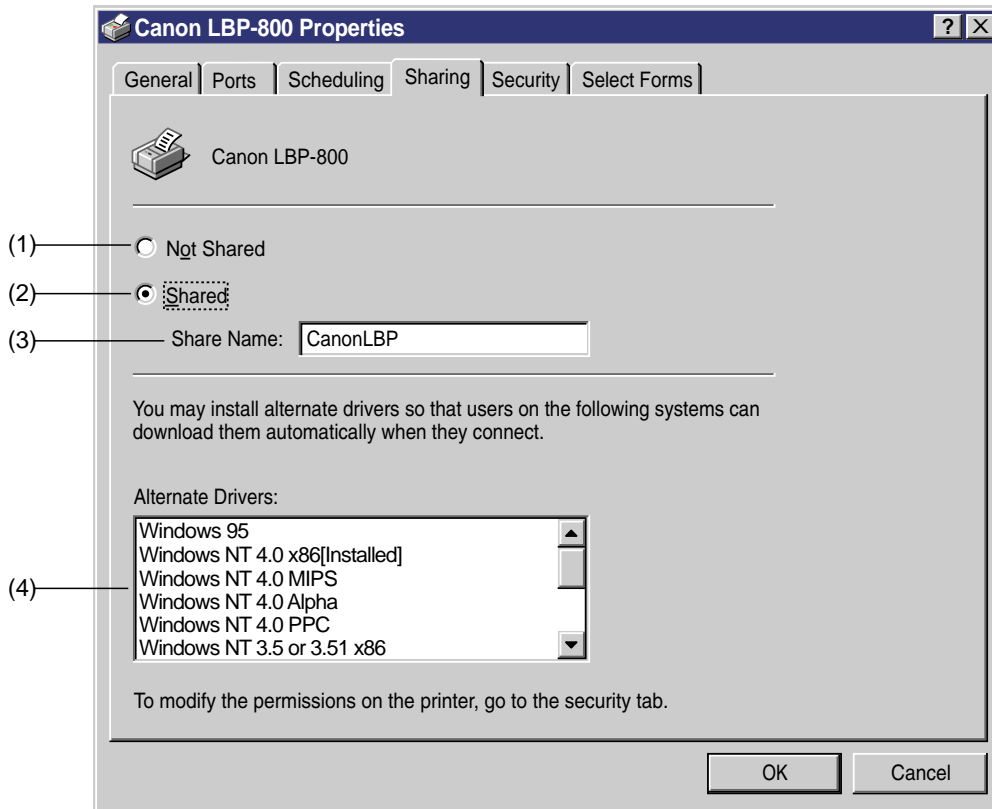 Canon LBP-800 Properties
? X
General Ports Scheduling Sharing Security Select Forms
Canon LBP-800
(1) Not Shared
(2) Shared
(3) Share Name: CanonLBP
You may install alternate drivers so that users on the following systems can
download them automatically when they connect.
Alternate Drivers:
Windows 95
Windows NT 4.0 x86[Installed]
Windows NT 4.0 MIPS
(4) Windows NT 4.0 Alpha
Windows NT 4.0 PPC
Windows NT 3.5 or 3.51 x86
To modify the permissions on the printer, go to the security tab.
OK Cancel